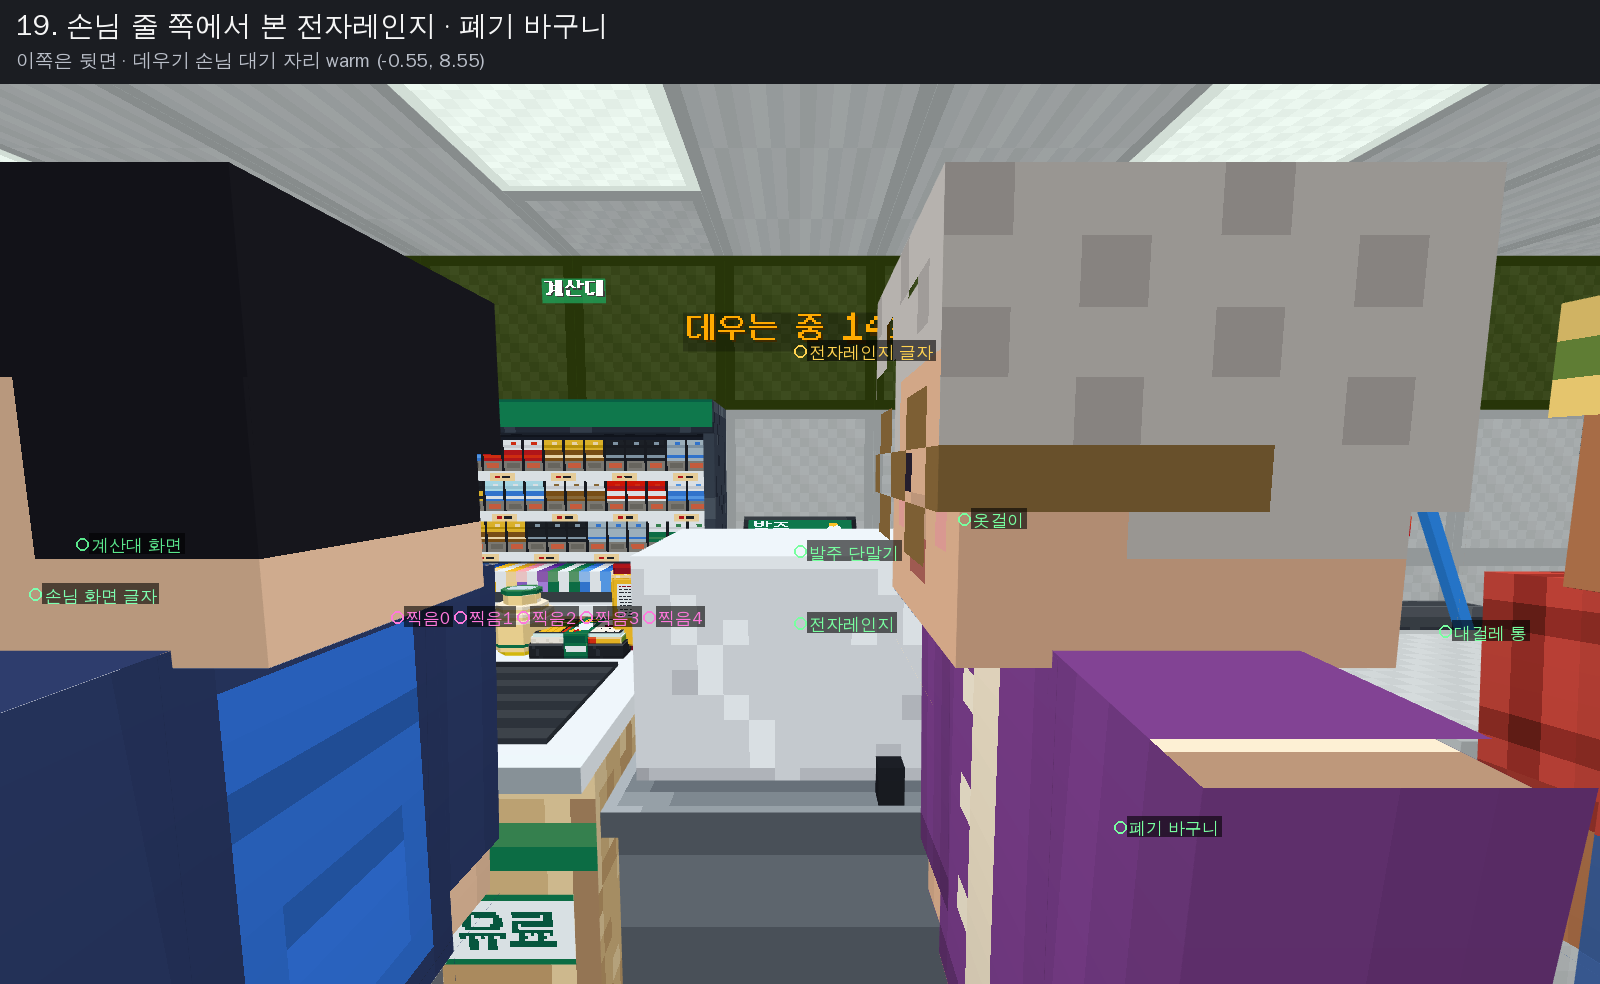 19. 손님 줄 쪽에서 본 전자레인지 · 폐기 바구니
이쪽은 뒷면 · 데우기 손님 대기 자리 warm (-0.55, 8.55)
계산대
데우는 중 14
전자레인지 글자
옷걸이
발주
계산대 화면
발주 단말기
손님 화면 글자
찍음0
찍음1
찍음2
찍음3
찍음4
전자레인지
대걸레 통
폐기 바구니
유료